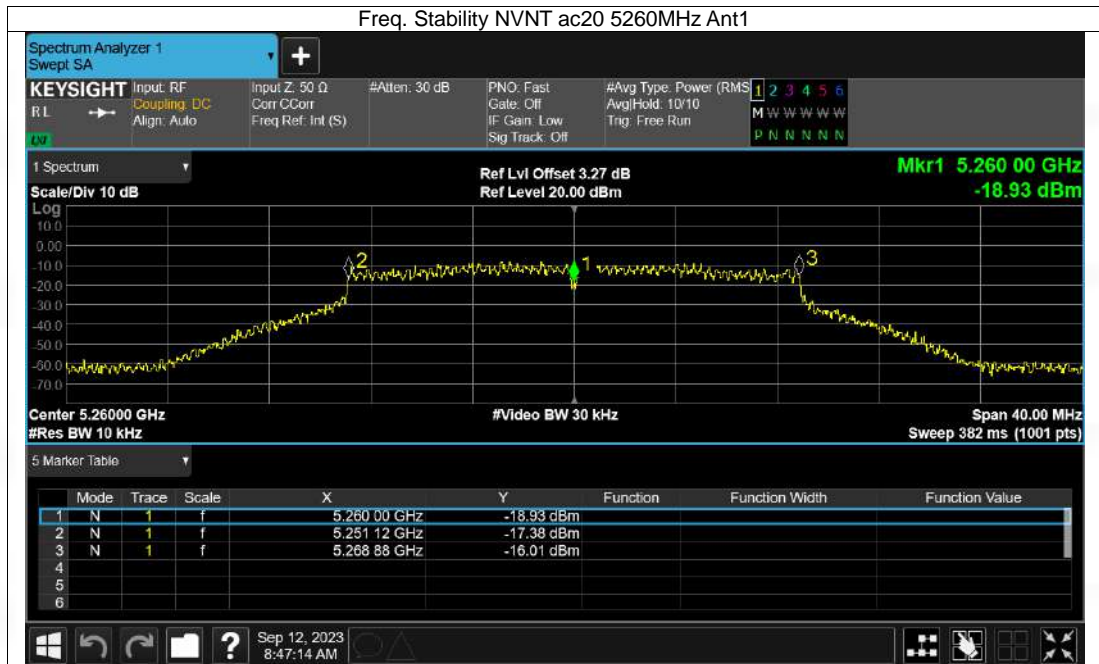 Freq. Stability NVNT ac20 5260MHz Ant1
Spectrum Analyzer 1
Swept SA
+
KEYSIGHT Input: RF Input Z: 50 Ω #Atten: 30 dB PNO: Fast #Avg Type: Power (RMS 1 2 3 4 5 6
RL Coupling: DC Corr CCorr Gate: Off Avg|Hold: 10/10 M W W W W W
Align: Auto Freq Ref: Int (S) IF Gain: Low Trig: Free Run
Sig Track: Off P N N N N N
LXI
1 Spectrum Ref Lvl Offset 3.27 dB Mkr1 5.260 00 GHz
Scale/Div 10 dB Ref Level 20.00 dBm -18.93 dBm
Log
10.0
0.00
-10.0
-20.0
-30.0
-40.0
-50.0
-60.0
-70.0
2 1 3
Center 5.26000 GHz #Video BW 30 kHz Span 40.00 MHz
#Res BW 10 kHz Sweep 382 ms (1001 pts)
5 Marker Table
Mode Trace Scale X Y Function Function Width Function Value
1 N 1 f 5.260 00 GHz -18.93 dBm
2 N 1 f 5.251 12 GHz -17.38 dBm
3 N 1 f 5.268 88 GHz -16.01 dBm
4
5
6
? Sep 12, 2023
8:47:14 AM